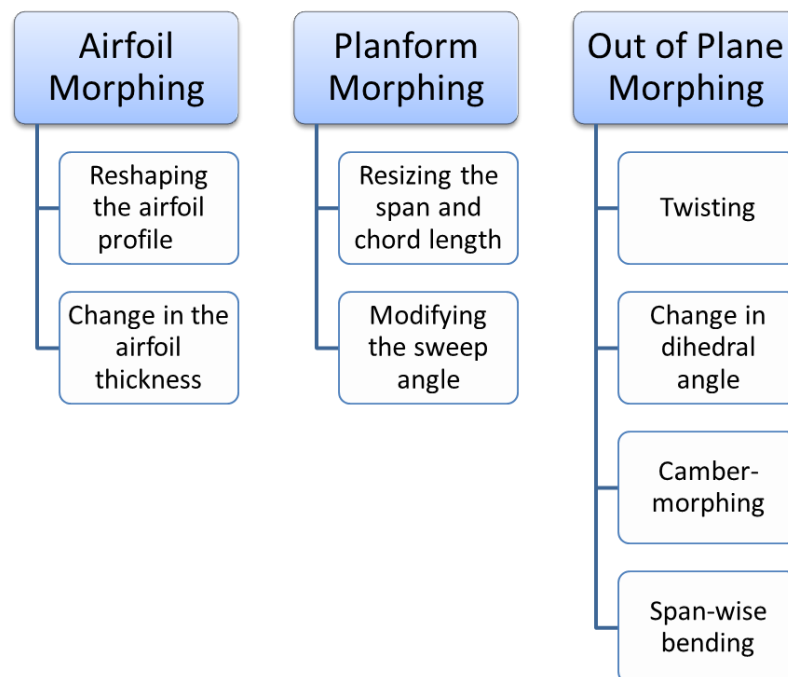 Airfoil
Morphing
Reshaping
the airfoil
profile
Change in the
airfoil
thickness
Planform
Morphing
Resizing the
span and
chord length
Modifying
the sweep
angle
Out of Plane
Morphing
Twisting
Change in
dihedral
angle
Camber-
morphing
Span-wise
bending